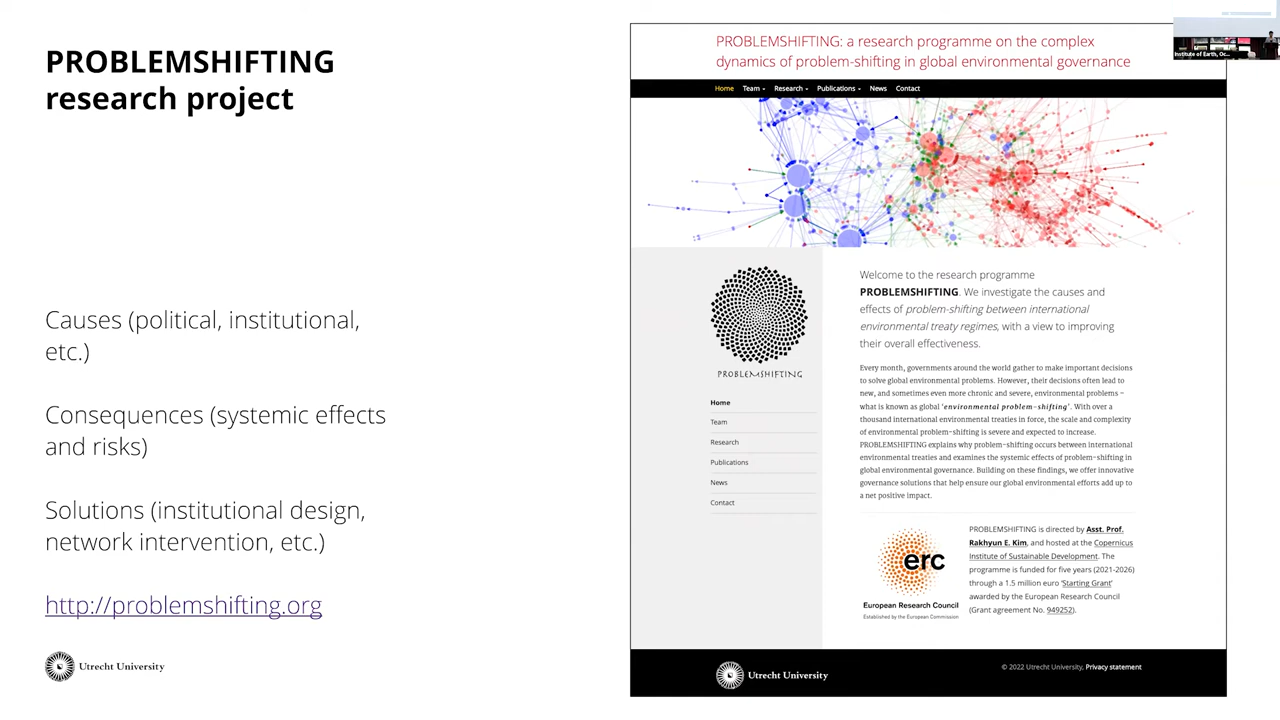 PROBLEMSHIFTING
research project
Causes (political, institutional,
etc.)
Consequences (systemic effects
and risks)
Solutions (institutional design,
network intervention, etc.)
http://problemshifting.org
Utrecht University
PROBLEMSHIFTING: a research programme on the complex
dynamics of problem-shifting in global environmental governance
Home Team Research Publications News Contact
PROBLEMSHIFTING
Home
Team
Research
Publications
News
Contact
Welcome to the research programme
PROBLEMSHIFTING. We investigate the causes and
effects of problem-shifting between international
environmental treaty regimes, with a view to improving
their overall effectiveness.
Every month, governments around the world gather to make important decisions
to solve global environmental problems. However, their decisions often lead to
new, and sometimes even more chronic and severe, environmental problems –
what is known as global 'environmental problem-shifting'. With over a
thousand international environmental treaties in force, the scale and complexity
of environmental problem-shifting is severe and expected to increase.
PROBLEMSHIFTING explains why problem-shifting occurs between international
environmental treaties and examines the systemic effects of problem-shifting in
global environmental governance. Building on these findings, we offer innovative
governance solutions that help ensure our global environmental efforts add up to
a net positive impact.
erc
European Research Council
Established by the European Commission
PROBLEMSHIFTING is directed by Asst. Prof.
Rakhyun E. Kim, and hosted at the Copernicus
Institute of Sustainable Development. The
programme is funded for five years (2021-2026)
through a 1.5 million euro 'Starting Grant'
awarded by the European Research Council
(Grant agreement No. 949252).
Utrecht University
© 2022 Utrecht University, Privacy statement
Institute of Earth, Oc...